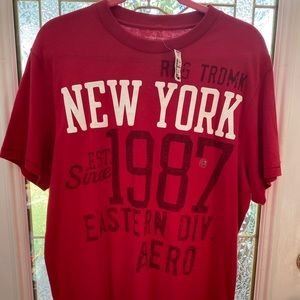 REG TRDMK
NEW YORK
EST
Since
1987
EASTERN DIV.
AERO